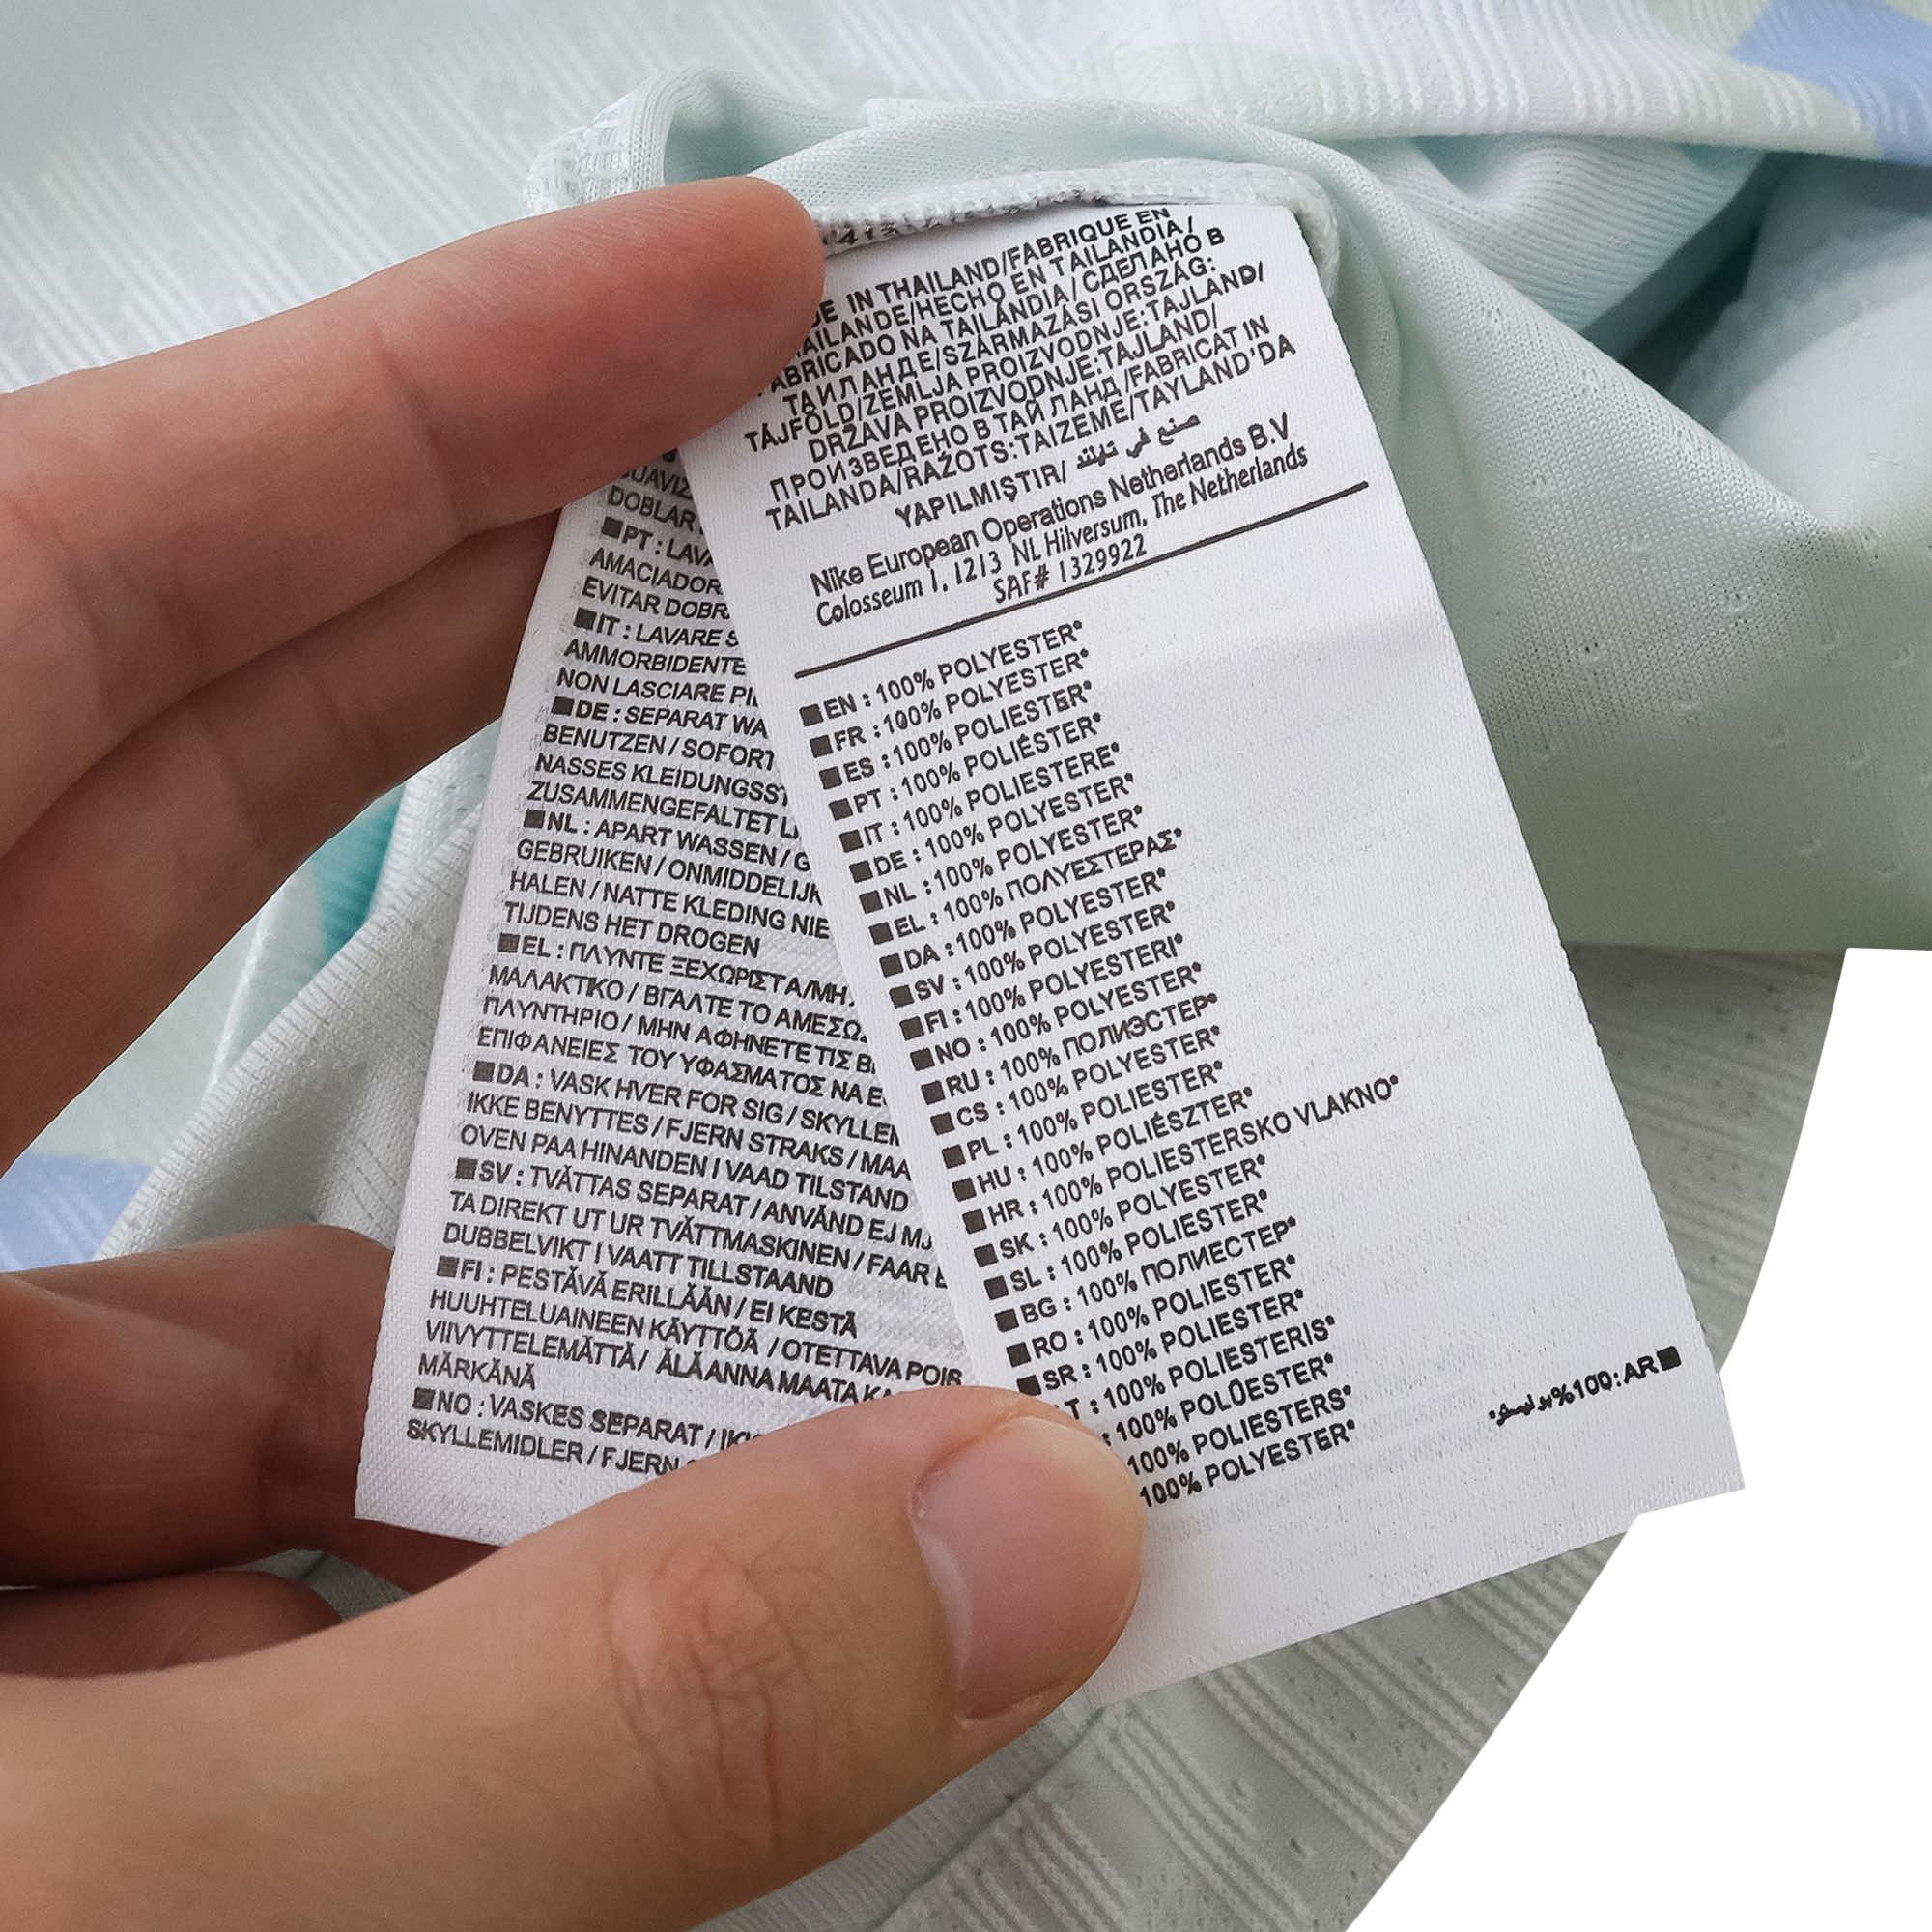 IN THAILAND/FABRIQUE EN
HECHO EN TAILANDIA/
NA TAILÂNDIA/СДЕЛАНО В
ТАИЛАНДЕ/SZÁRMAZÁSI ORSZÁG:
TÁJFÖLD/ZEMLJA PROIZVODNJE:TAJLAND/
DRŽAVA PROIZVODNJE:TAJLAND/
ПРОИЗВЕДЕНО В ТАЙЛАНД/FABRICAT IN
TAILANDA/RAŽOTS:TAIZEME/TAYLAND'DA
YAPILMIŞTIR/ صنع في تايلند
Nike European Operations Netherlands B.V
Colosseum 1, 1213 NL Hilversum, The Netherlands
SAF# 1329922
EN : 100% POLYESTER*
FR : 100% POLYESTER*
ES : 100% POLIESTER*
PT : 100% POLIÉSTER*
IT : 100% POLIESTERE*
DE : 100% POLYESTER*
NL : 100% POLYESTER*
EL : 100% ΠΟΛΥΕΣΤΕΡΑΣ*
DA : 100% POLYESTER*
SV : 100% POLYESTER*
FI : 100% POLYESTERI*
NO : 100% POLYESTER*
RU : 100% ПОЛИЭСТЕР*
CS : 100% POLYESTER*
PL : 100% POLIESTER*
HU : 100% POLIÉSZTER*
HR : 100% POLIESTERSKO VLAKNO*
SK : 100% POLYESTER*
SL : 100% POLIESTER*
BG : 100% ПОЛИЕСТЕР*
RO : 100% POLIESTER*
SR : 100% POLIESTER*
: 100% POLIESTERIS*
: 100% POLÜESTER*
100% POLIESTERS*
100% POLYESTER*
AR :100%
DOBLAR
PT : LAVA
AMACIADOR
EVITAR DOBR
IT : LAVARE
AMMORBIDENTE
NON LASCIARE
DE : SEPARAT WA
BENUTZEN / SOFORT
NASSES KLEIDUNGSST
ZUSAMMENGEFALTET
NL : APART WASSEN /
GEBRUIKEN / ONMIDDELIJK
HALEN / NATTE KLEDING NIE
TIJDENS HET DROGEN
EL : ΠΛΥΝΤΕ ΞΕΧΩΡΙΣΤΑ/ΜΗ
ΜΑΛΑΚΤΙΚΟ / ΒΓΑΛΤΕ ΤΟ ΑΜΕΣΩ
ΠΛΥΝΤΗΡΙΟ / ΜΗΝ ΑΦΗΝΕΤΕ ΤΙΣ
ΕΠΙΦΑΝΕΙΕΣ ΤΟΥ ΥΦΑΣΜΑΤΟΣ ΝΑ
DA : VASK HVER FOR SIG / SKYLLE
IKKE BENYTTES / FJERN STRAKS / MAA
OVEN PAA HINANDEN I VAAD TILSTAND
SV : TVÄTTAS SEPARAT / ANVÄND EJ
TA DIREKT UT UR TVÄTTMASKINEN / FAAR
DUBBELVIKT I VAATT TILLSTAAND
FI : PESTÄVÄ ERILLÄÄN / EI KESTÄ
HUUHTELUAINEEN KÄYTTÖÄ / OTETTAVA POIS
VIIVYTTELEMÄTTÄ / ÄLÄ ANNA MAATA
MÄRKÄNÄ
NO : VASKES SEPARAT /
SKYLLEMIDLER / FJERN